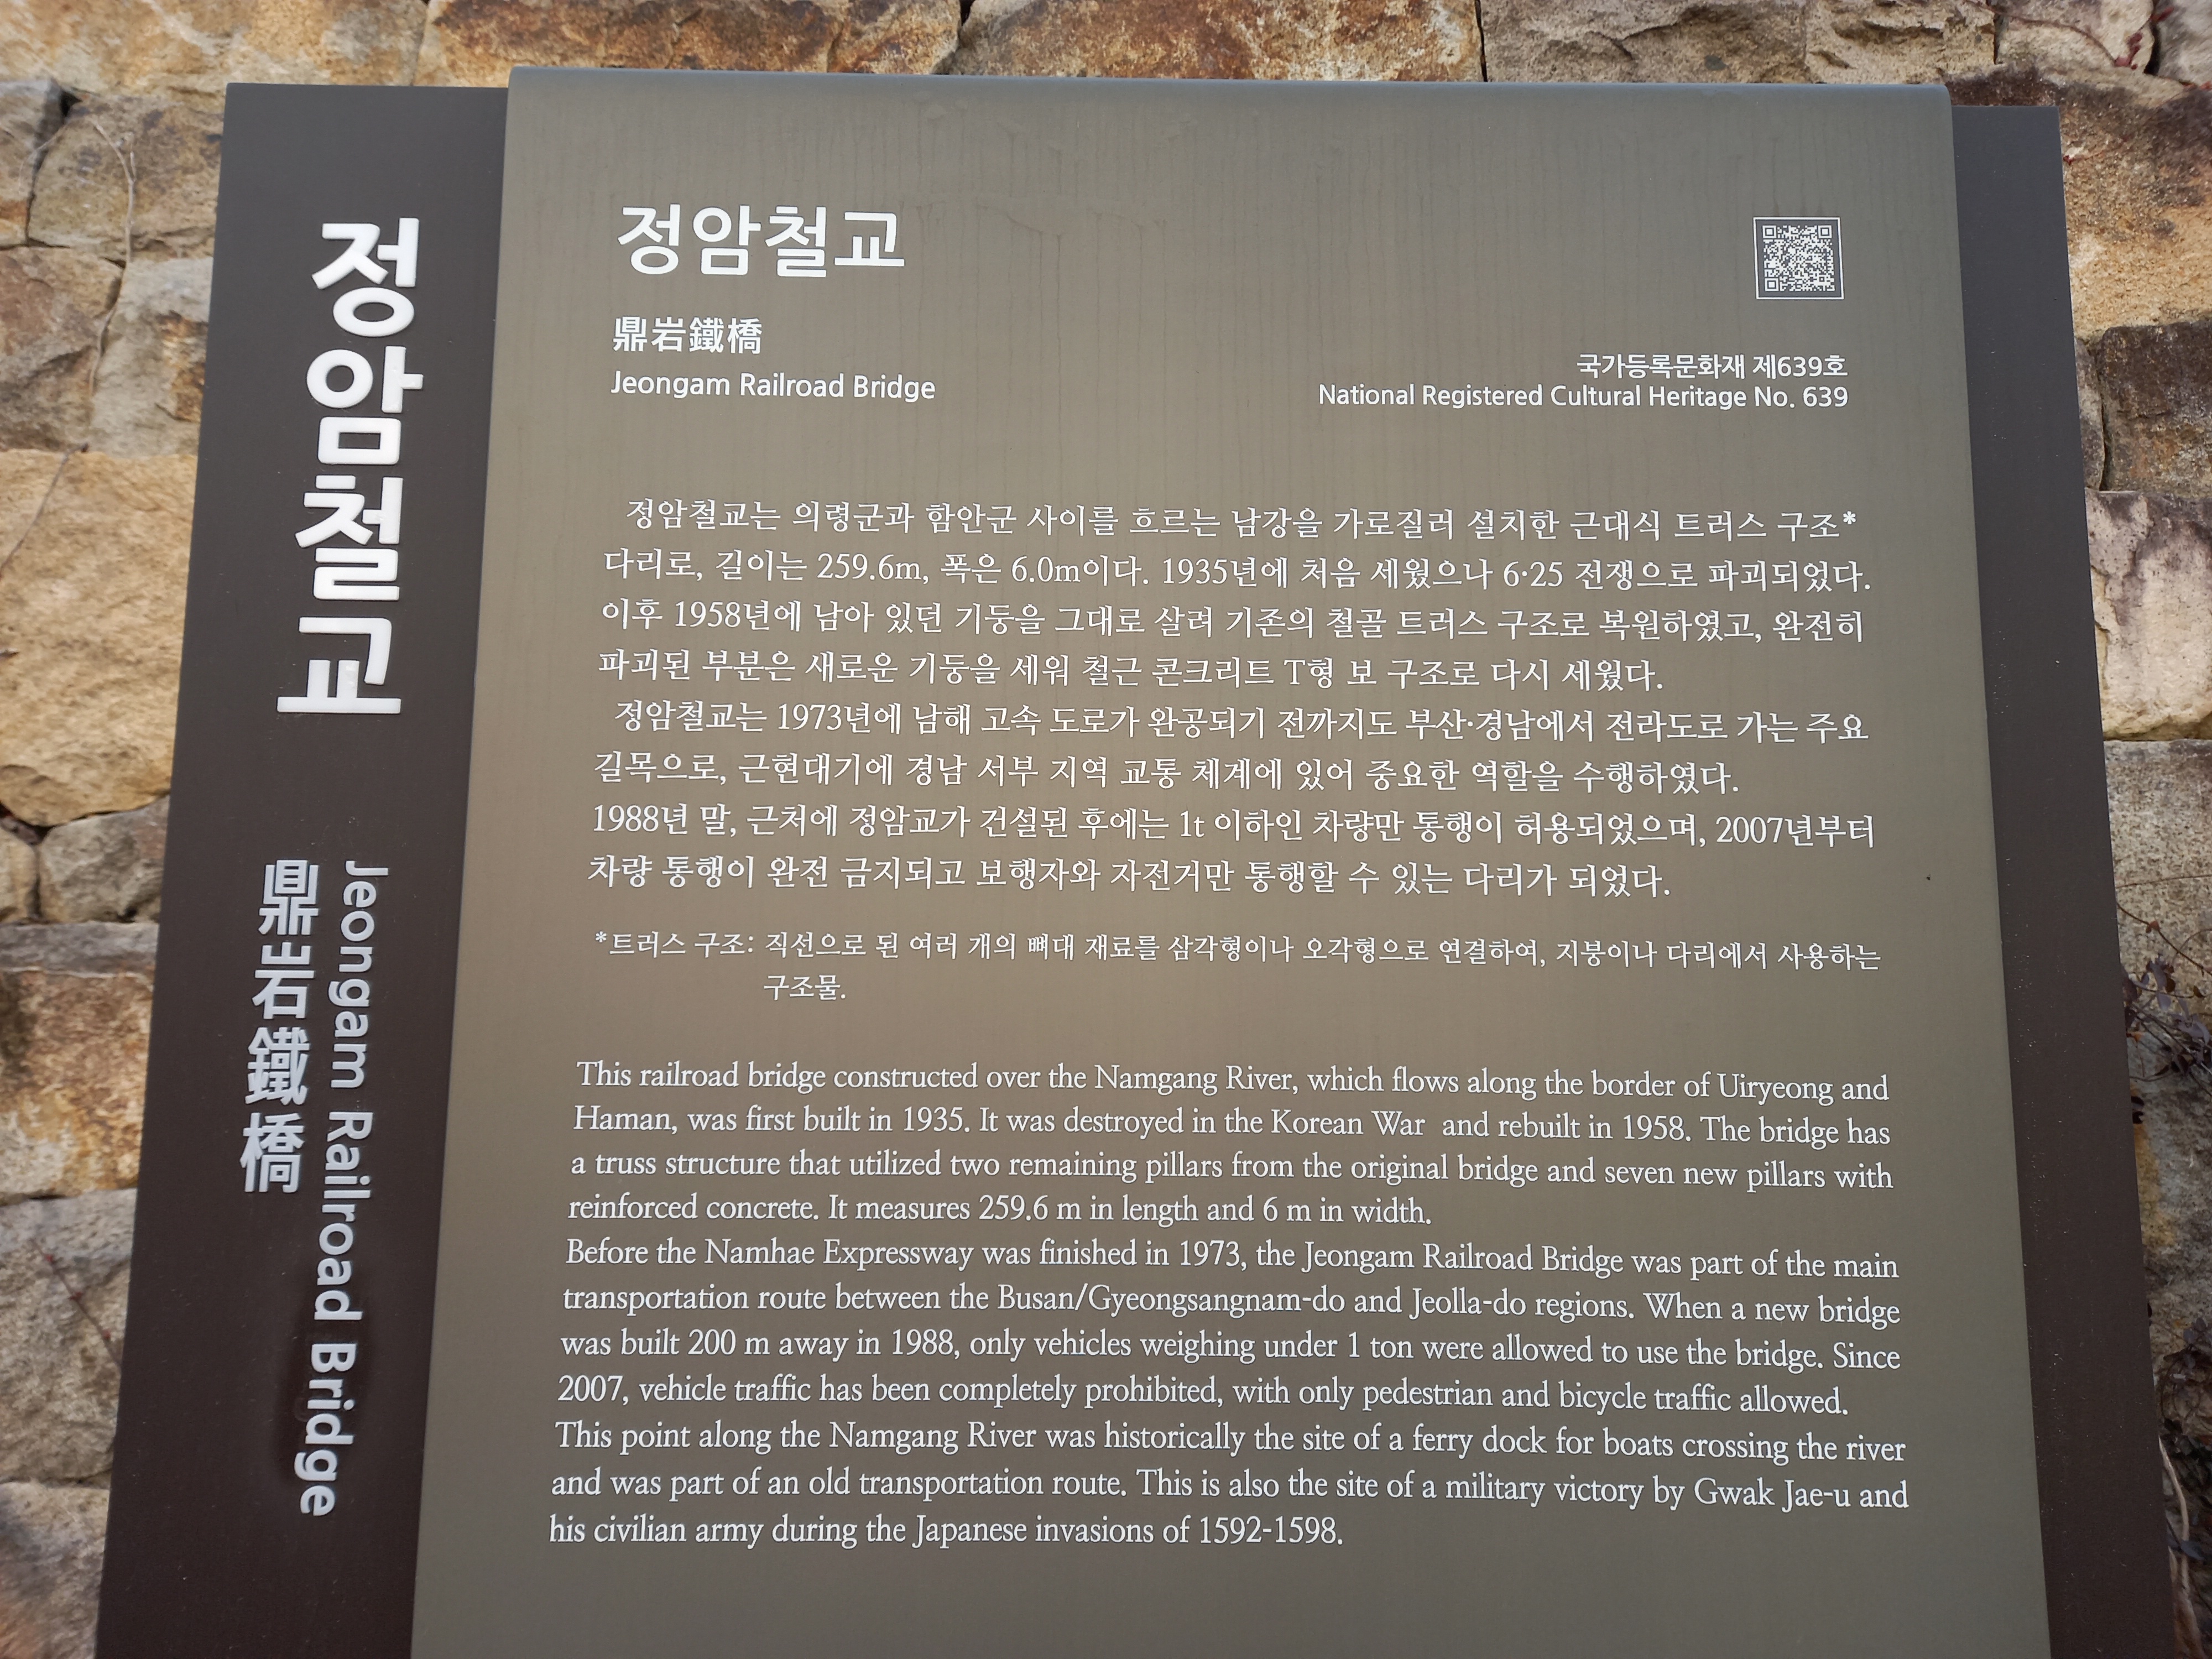 정암철교
鼎岩鐵橋
Jeongam Railroad Bridge
정암철교
鼎岩鐵橋
Jeongam Railroad Bridge
국가등록문화재 제639호
National Registered Cultural Heritage No. 639
정암철교는 의령군과 함안군 사이를 흐르는 남강을 가로질러 설치한 근대식 트러스 구조*
다리로, 길이는 259.6m, 폭은 6.0m이다. 1935년에 처음 세웠으나 6·25 전쟁으로 파괴되었다.
이후 1958년에 남아 있던 기둥을 그대로 살려 기존의 철골 트러스 구조로 복원하였고, 완전히
파괴된 부분은 새로운 기둥을 세워 철근 콘크리트 T형 보 구조로 다시 세웠다.
정암철교는 1973년에 남해 고속 도로가 완공되기 전까지도 부산·경남에서 전라도로 가는 주요
길목으로, 근현대기에 경남 서부 지역 교통 체계에 있어 중요한 역할을 수행하였다.
1988년 말, 근처에 정암교가 건설된 후에는 1t 이하인 차량만 통행이 허용되었으며, 2007년부터
차량 통행이 완전 금지되고 보행자와 자전거만 통행할 수 있는 다리가 되었다.
*트러스 구조: 직선으로 된 여러 개의 뼈대 재료를 삼각형이나 오각형으로 연결하여, 지붕이나 다리에서 사용하는
구조물.
This railroad bridge constructed over the Namgang River, which flows along the border of Uiryeong and
Haman, was first built in 1935. It was destroyed in the Korean War and rebuilt in 1958. The bridge has
a truss structure that utilized two remaining pillars from the original bridge and seven new pillars with
reinforced concrete. It measures 259.6 m in length and 6 m in width.
Before the Namhae Expressway was finished in 1973, the Jeongam Railroad Bridge was part of the main
transportation route between the Busan/Gyeongsangnam-do and Jeolla-do regions. When a new bridge
was built 200 m away in 1988, only vehicles weighing under 1 ton were allowed to use the bridge. Since
2007, vehicle traffic has been completely prohibited, with only pedestrian and bicycle traffic allowed.
This point along the Namgang River was historically the site of a ferry dock for boats crossing the river
and was part of an old transportation route. This is also the site of a military victory by Gwak Jae-u and
his civilian army during the Japanese invasions of 1592-1598.